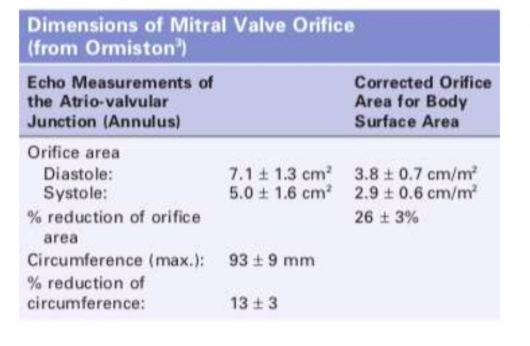 Dimensions of Mitral Valve Orifice
(from Ormiston³)
Echo Measurements of
the Atrio-valvular
Junction (Annulus)
Corrected Orifice
Area for Body
Surface Area
Orifice area
Diastole: 7.1 ± 1.3 cm² 3.8 ± 0.7 cm/m²
Systole: 5.0 ± 1.6 cm² 2.9 ± 0.6 cm/m²
% reduction of orifice 26 ± 3%
area
Circumference (max.): 93 ± 9 mm
% reduction of
circumference: 13 ± 3